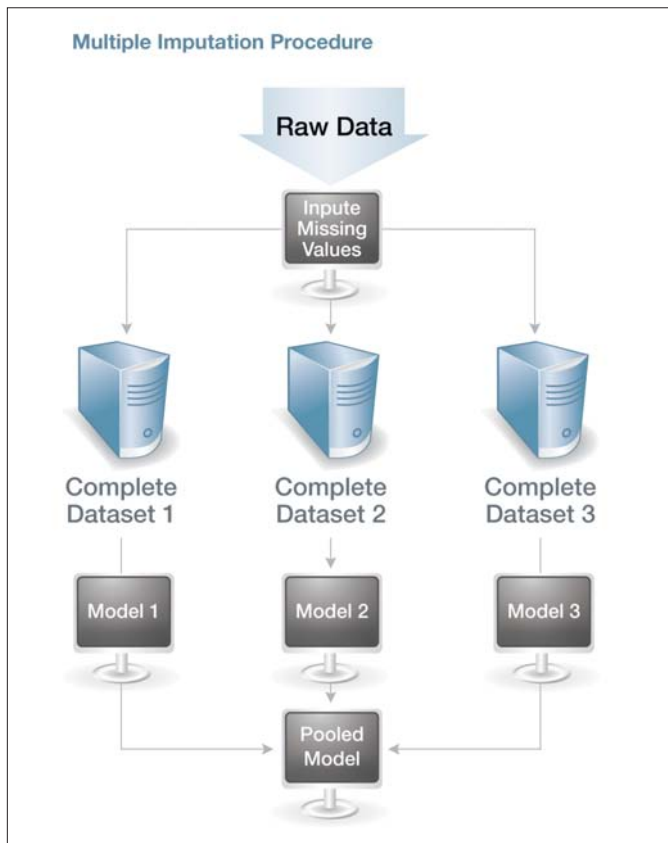 Multiple Imputation Procedure
Raw Data
Inpute
Missing
Values
Complete
Dataset 1
Complete
Dataset 2
Complete
Dataset 3
Model 1
Model 2
Model 3
Pooled
Model